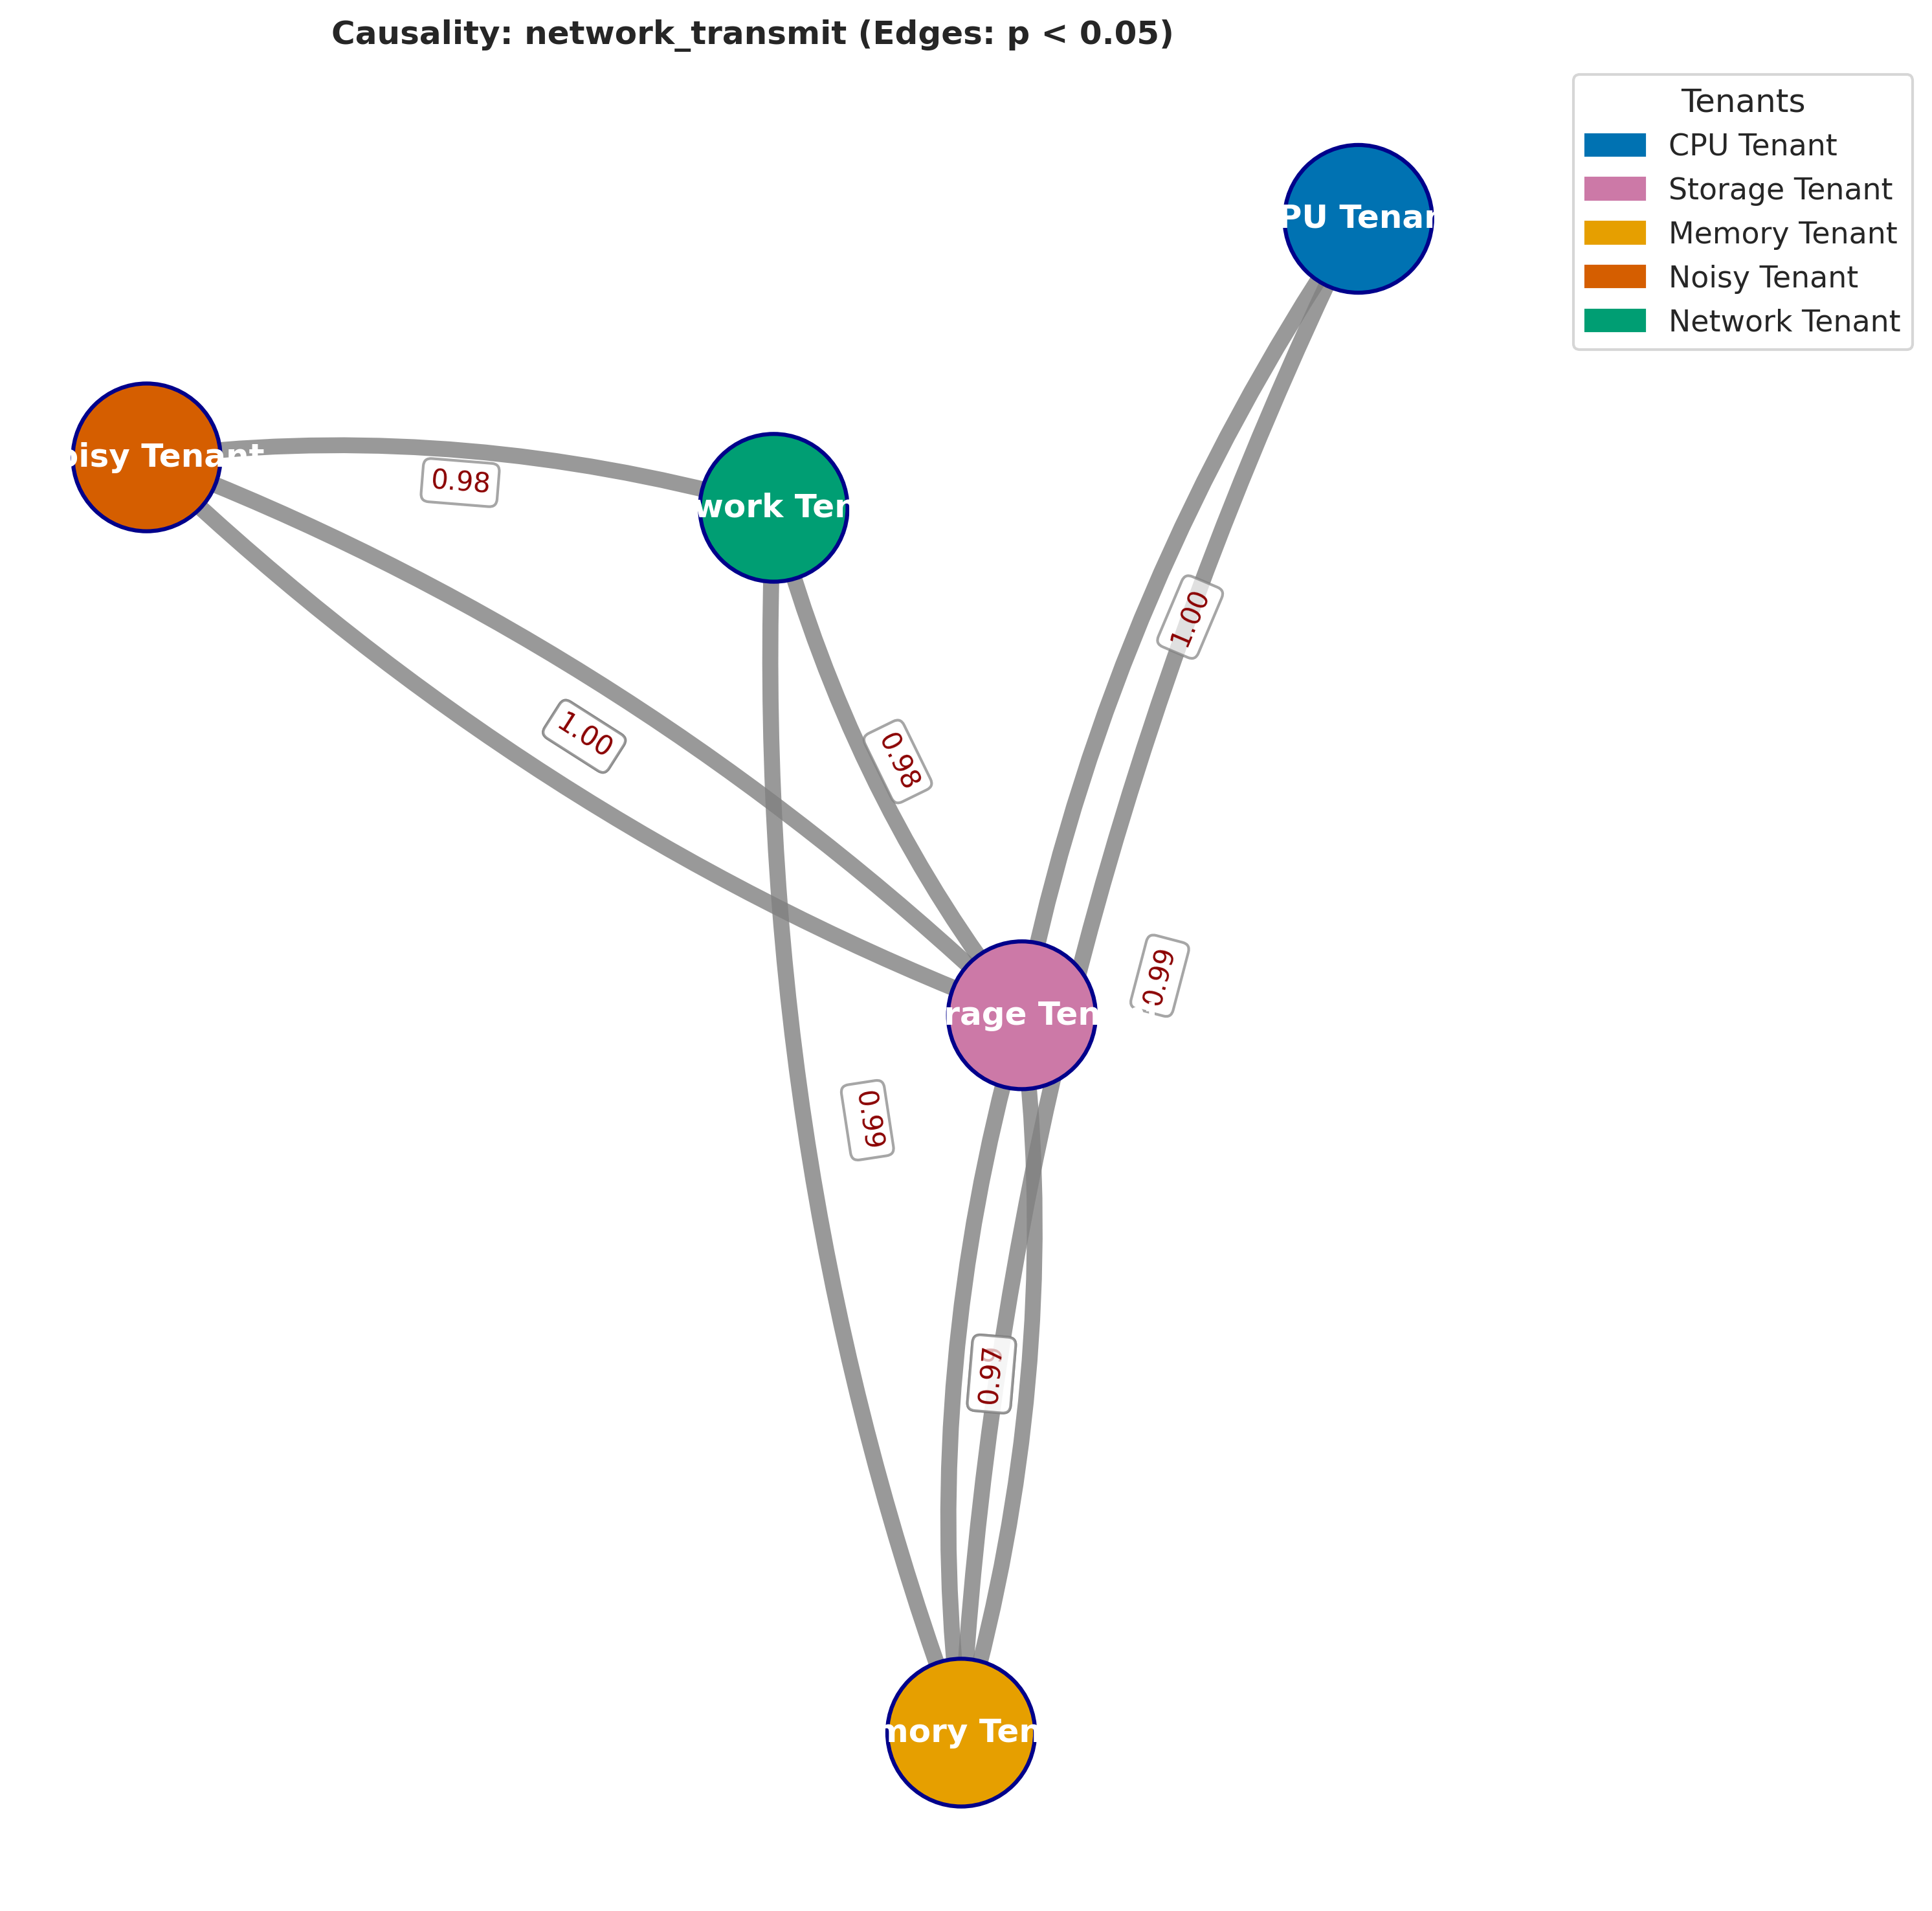 Causality: network_transmit (Edges: p < 0.05)
Tenants
CPU Tenant
Storage Tenant
Memory Tenant
Noisy Tenant
Network Tenant
PU Tenan
oisy Tenant
0.98
work Ten
1.00
1.00
0.98
0.99
rage Ten
0.99
0.97
mory Ten